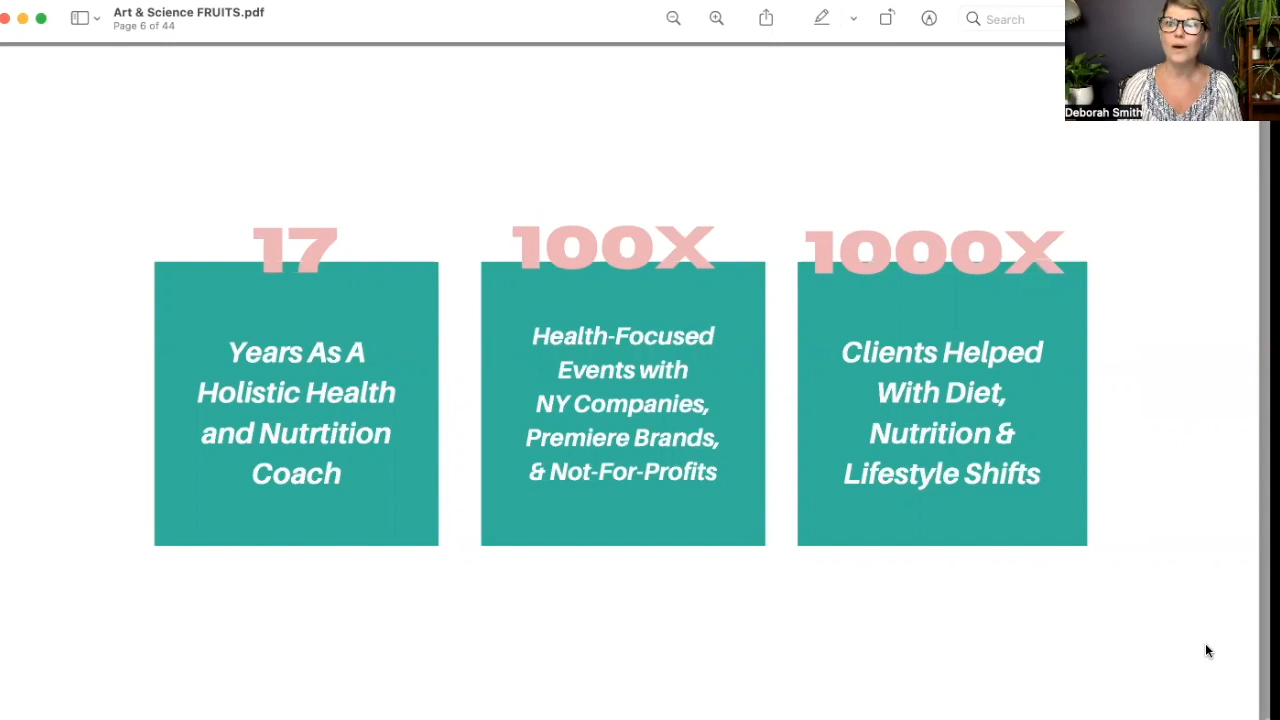 Art & Science FRUITS.pdf
Page 6 of 44
Search
Deborah Smith
17
Years As A
Holistic Health
and Nutrtition
Coach
100X
Health-Focused
Events with
NY Companies,
Premiere Brands,
& Not-For-Profits
1000X
Clients Helped
With Diet,
Nutrition &
Lifestyle Shifts